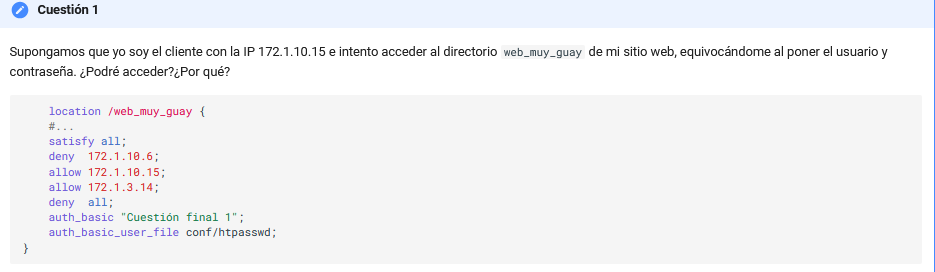 Cuestión 1
Supongamos que yo soy el cliente con la IP 172.1.10.15 e intento acceder al directorio web_muy_guay de mi sitio web, equivocándome al poner el usuario y
contraseña. ¿Podré acceder?¿Por qué?
location /web_muy_guay {
#...
satisfy all;
deny  172.1.10.6;
allow 172.1.10.15;
allow 172.1.3.14;
deny  all;
auth_basic "Cuestión final 1";
auth_basic_user_file conf/htpasswd;
}